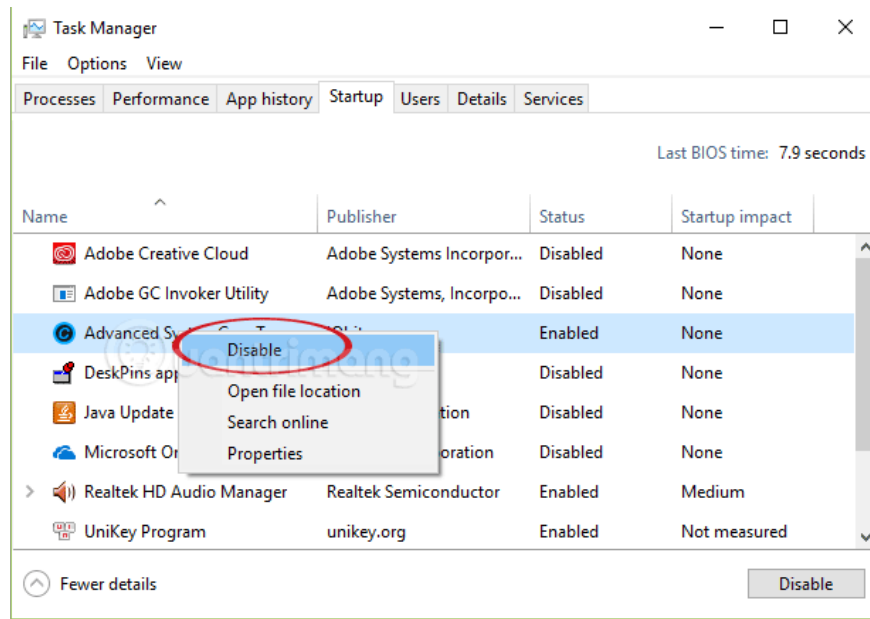 Task Manager
File Options View
Processes Performance App history Startup Users Details Services
Last BIOS time: 7.9 seconds
Name Publisher Status Startup impact
Adobe Creative Cloud Adobe Systems Incorpor... Disabled None
Adobe GC Invoker Utility Adobe Systems, Incorpo... Disabled None
Advanced Enabled None
Disable
DeskPins Disabled None
Open file location
Java Update Disabled None
Search online
Microsoft Disabled None
Properties
Realtek HD Audio Manager Realtek Semiconductor Enabled Medium
UniKey Program unikey.org Enabled Not measured
Fewer details Disable